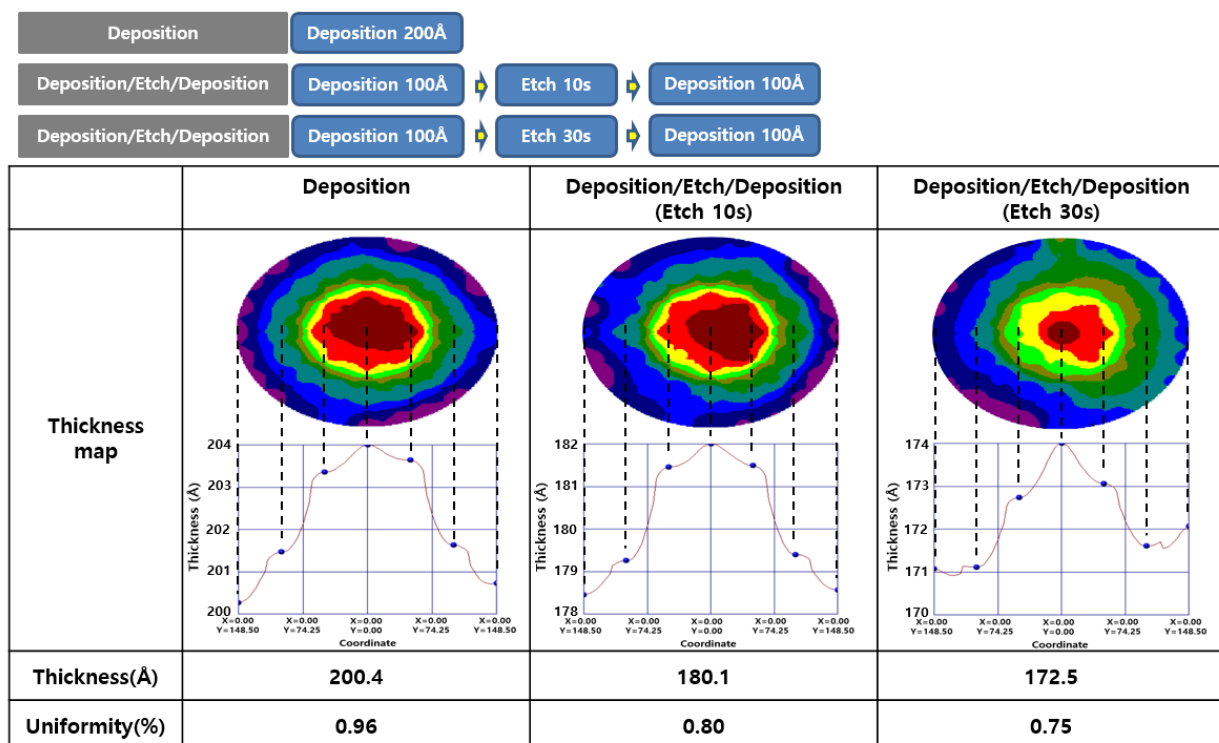 Deposition Deposition 200Å
Deposition/Etch/Deposition Deposition 100Å Etch 10s Deposition 100Å
Deposition/Etch/Deposition Deposition 100Å Etch 30s Deposition 100Å
Deposition Deposition/Etch/Deposition Deposition/Etch/Deposition
(Etch 10s) (Etch 30s)
Thickness
map
Thickness (Å)
204
203
202
201
200
X=0.00 X=0.00 X=0.00 X=0.00 X=0.00
Y=148.50 Y=74.25 Y=0.00 Y=74.25 Y=148.50
Coordinate
Thickness (Å)
182
181
180
179
178
X=0.00 X=0.00 X=0.00 X=0.00 X=0.00
Y=148.50 Y=74.25 Y=0.00 Y=74.25 Y=148.50
Coordinate
Thickness (Å)
174
173
172
171
170
X=0.00 X=0.00 X=0.00 X=0.00 X=0.00
Y=148.50 Y=74.25 Y=0.00 Y=74.25 Y=148.50
Coordinate
Thickness(Å) 200.4 180.1 172.5
Uniformity(%) 0.96 0.80 0.75